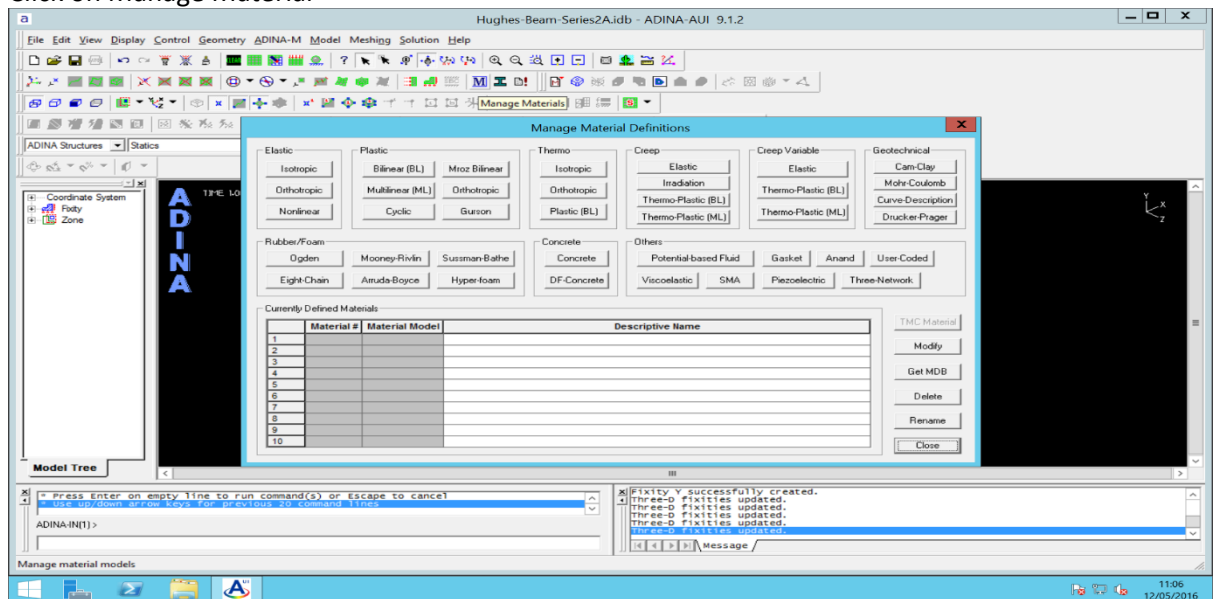 Click on Manage Material
Hughes-Beam-Series2A.idb - ADINA-AUI 9.1.2
File Edit View Display Control Geometry ADINA-M Model Meshing Solution Help
Manage Materials
Manage Material Definitions
ADINA Structures Statics
Elastic Plastic Thermo Creep Creep Variable Geotechnical
Isotropic Bilinear (BL) Mroz Bilinear Isotropic Elastic Elastic Cam-Clay
Orthotropic Multilinear (ML) Orthotropic Orthotropic Irradiation Thermo-Plastic (BL) Mohr-Coulomb
Nonlinear Cyclic Gurson Plastic (BL) Thermo-Plastic (BL) Thermo-Plastic (ML) Curve-Description
Thermo-Plastic (ML) Drucker-Prager
Coordinate System
Fixity
Zone
ADINA
Y
X
Z
Rubber/Foam Concrete Others
Ogden Mooney-Rivlin Sussman-Bathe Concrete Potential-based Fluid Gasket Anand User-Coded
Eight-Chain Arruda-Boyce Hyper-foam DF-Concrete Viscoelastic SMA Piezoelectric Three-Network
Currently Defined Materials
Material # Material Model Descriptive Name
1
2
3
4
5
6
7
8
9
10
TMC Material
Modify
Get MDB
Delete
Rename
Close
Model Tree
* Press Enter on empty line to run command(s) or Escape to cancel
* Use up/down arrow keys for previous 20 command lines
ADINA-IN(1) >
Fixity Y successfully created.
Three-D fixities updated.
Three-D fixities updated.
Three-D fixities updated.
Three-D fixities updated.
Three-D fixities updated.
Message
Manage material models
11:06
12/05/2016